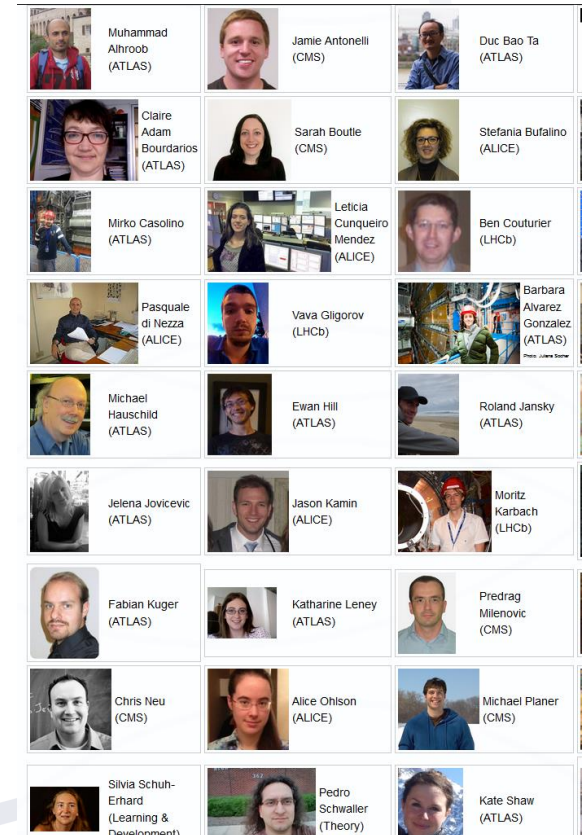 Muhammad
Alhroob
(ATLAS)
Jamie Antonelli
(CMS)
Duc Bao Ta
(ATLAS)
Claire
Adam
Bourdarios
(ATLAS)
Sarah Boutle
(CMS)
Stefania Bufalino
(ALICE)
Mirko Casolino
(ATLAS)
Leticia
Cunqueiro
Mendez
(ALICE)
Ben Couturier
(LHCb)
Pasquale
di Nezza
(ALICE)
Vava Gligorov
(LHCb)
Barbara
Alvarez
Gonzalez
(ATLAS)
Michael
Hauschild
(ATLAS)
Ewan Hill
(ATLAS)
Roland Jansky
(ATLAS)
Jelena Jovicevic
(ATLAS)
Jason Kamin
(ALICE)
Moritz
Karbach
(LHCb)
Fabian Kuger
(ATLAS)
Katharine Leney
(ATLAS)
Predrag
Milenovic
(CMS)
Chris Neu
(CMS)
Alice Ohlson
(ALICE)
Michael Planer
(CMS)
Silvia Schuh-
Erhard
(Learning &
Development)
Pedro
Schwaller
(Theory)
Kate Shaw
(ATLAS)